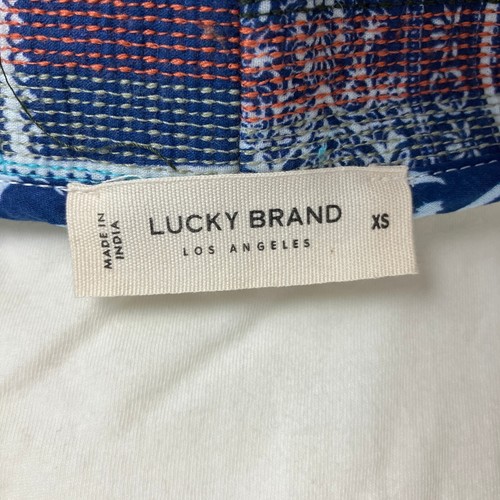 MADE IN
INDIA
LUCKY BRAND
LOS ANGELES
XS